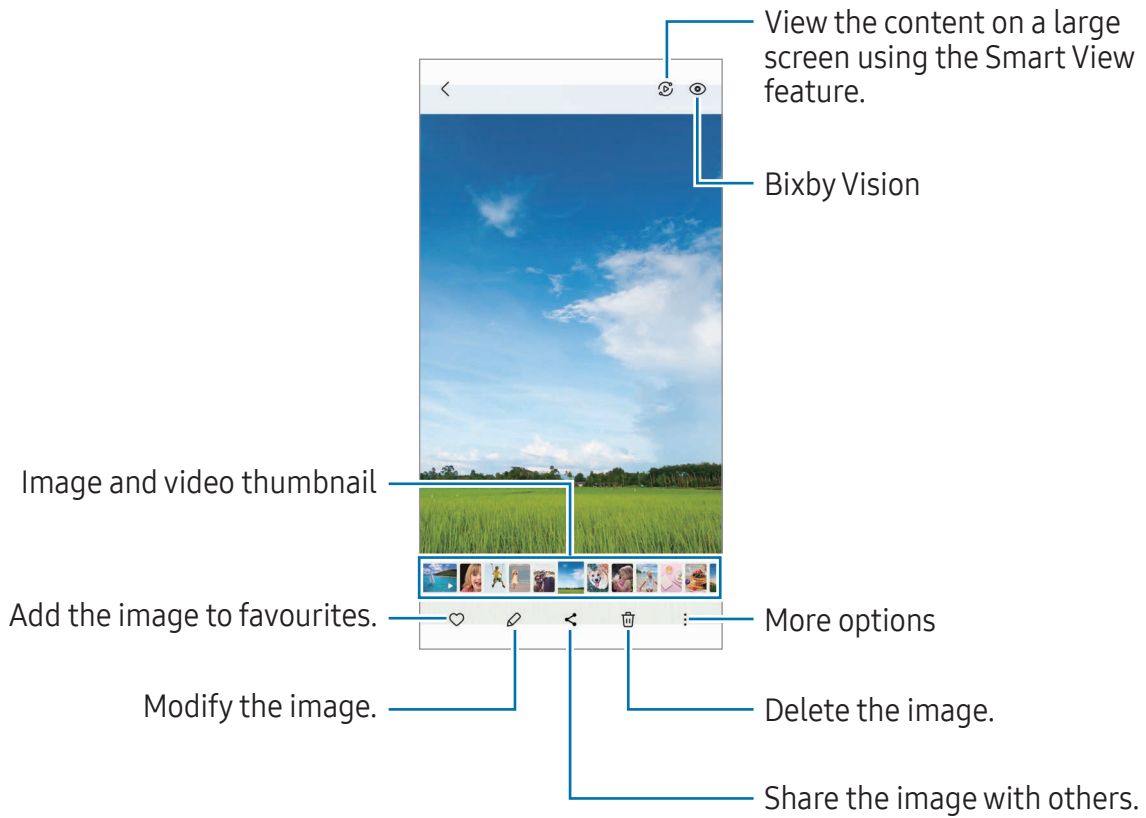 View the content on a large
screen using the Smart View
feature.
Bixby Vision
Image and video thumbnail
Add the image to favourites.
More options
Modify the image.
Delete the image.
Share the image with others.